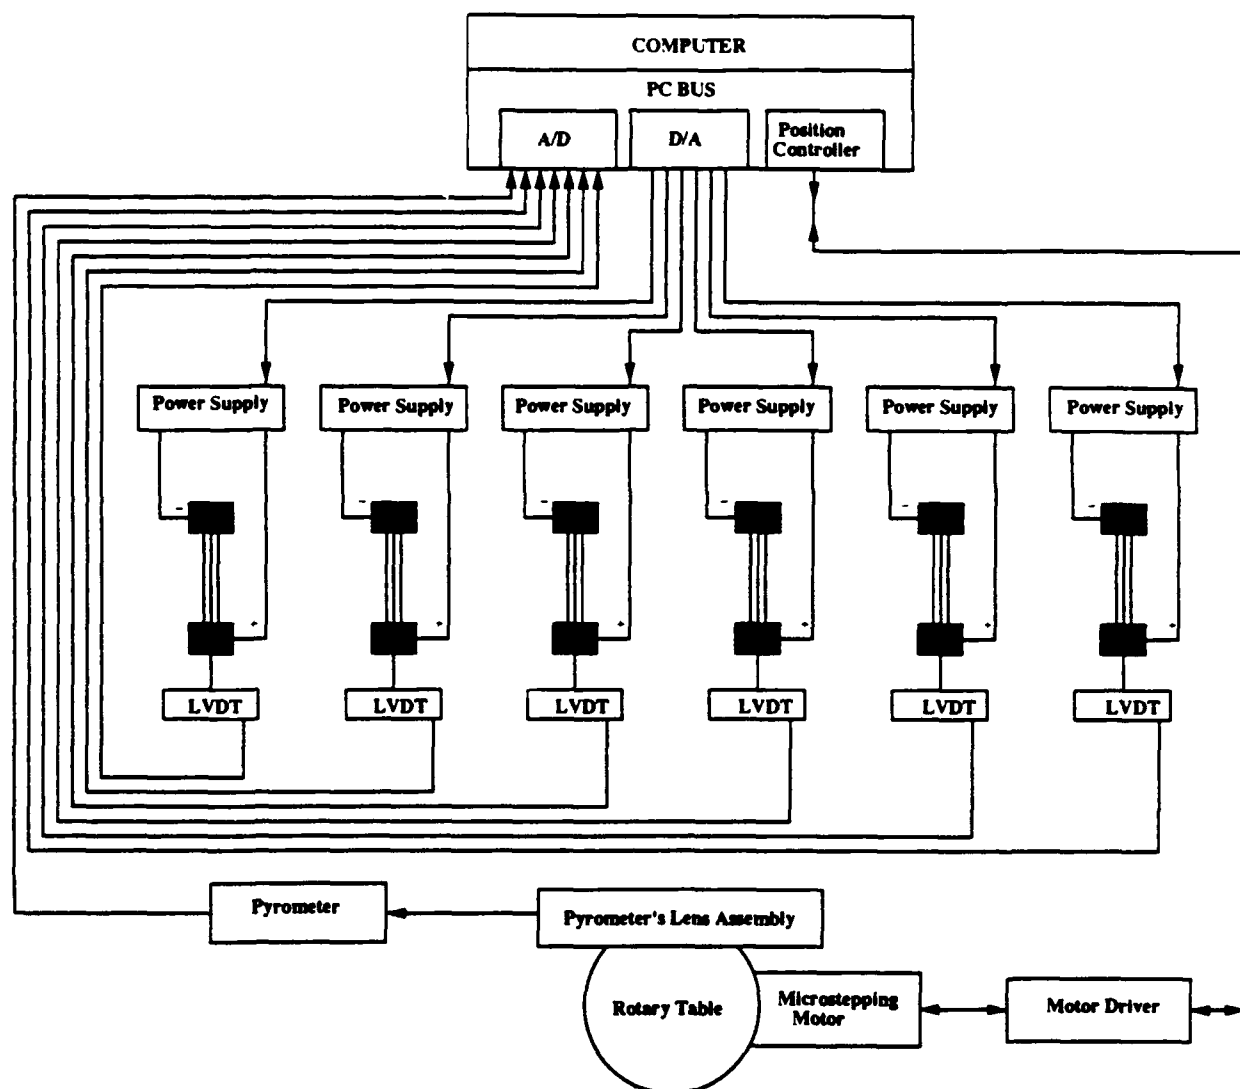 COMPUTER
PC BUS
A/D
D/A
Position
Controller
Power Supply
Power Supply
Power Supply
Power Supply
Power Supply
Power Supply
-
-
-
-
-
-
+
+
+
+
+
+
LVDT
LVDT
LVDT
LVDT
LVDT
LVDT
Pyrometer
Pyrometer's Lens Assembly
Rotary Table
Microstepping
Motor
Motor Driver